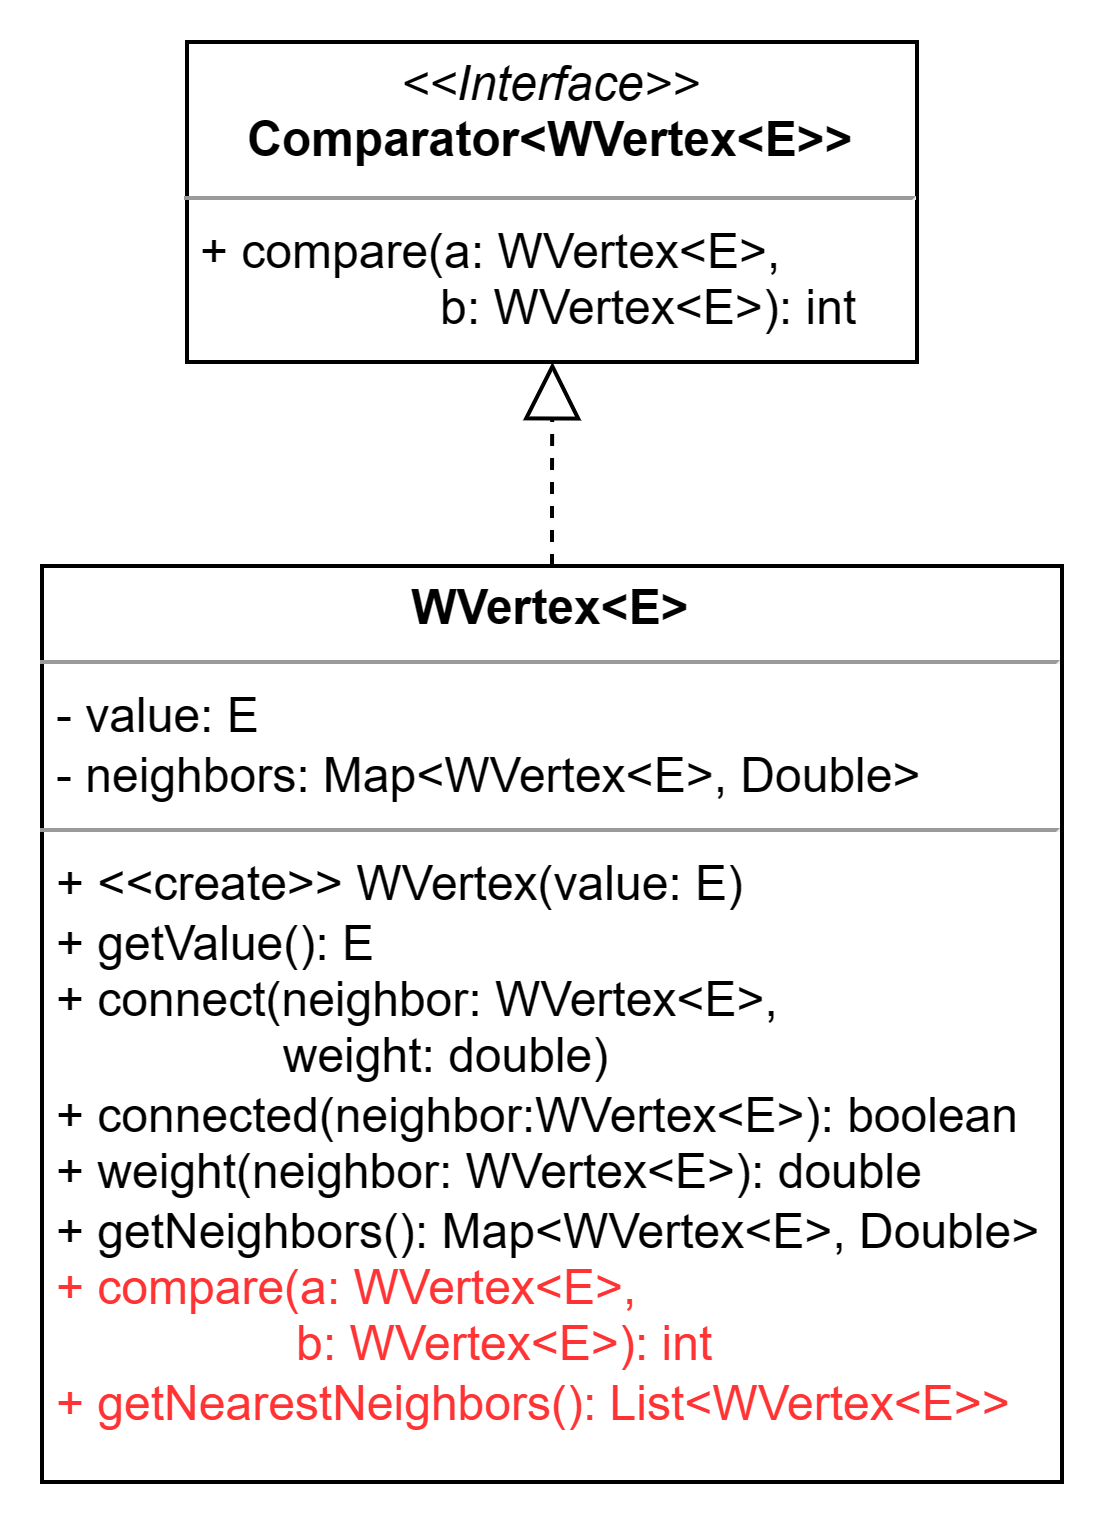 <<Interface>>
Comparator<WVertex<E>>
+ compare(a: WVertex<E>,
b: WVertex<E>): int
WVertex<E>
- value: E
- neighbors: Map<WVertex<E>, Double>
+ <<create>> WVertex(value: E)
+ getValue(): E
+ connect(neighbor: WVertex<E>,
weight: double)
+ connected(neighbor:WVertex<E>): boolean
+ weight(neighbor: WVertex<E>): double
+ getNeighbors(): Map<WVertex<E>, Double>
+ compare(a: WVertex<E>,
b: WVertex<E>): int
+ getNearestNeighbors(): List<WVertex<E>>